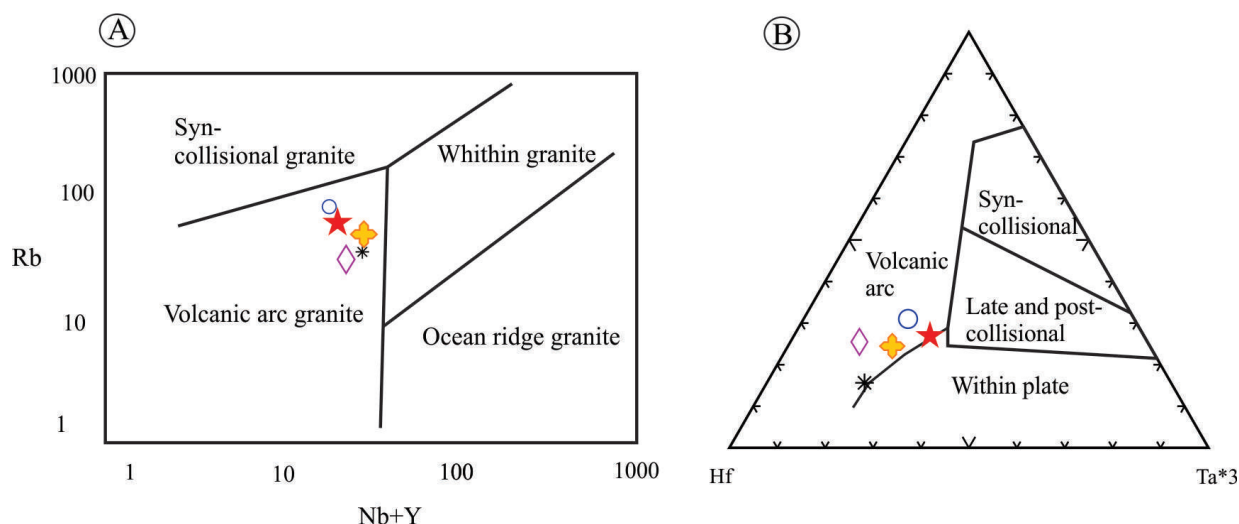 A
1000
Syn-
collisional granite
Whithin granite
100
Rb
Volcanic arc granite
10
Ocean ridge granite
1
1
10
100
1000
Nb+Y
B
Syn-
collisional
Volcanic
arc
Late and post-
collisional
Within plate
Hf
Ta*3